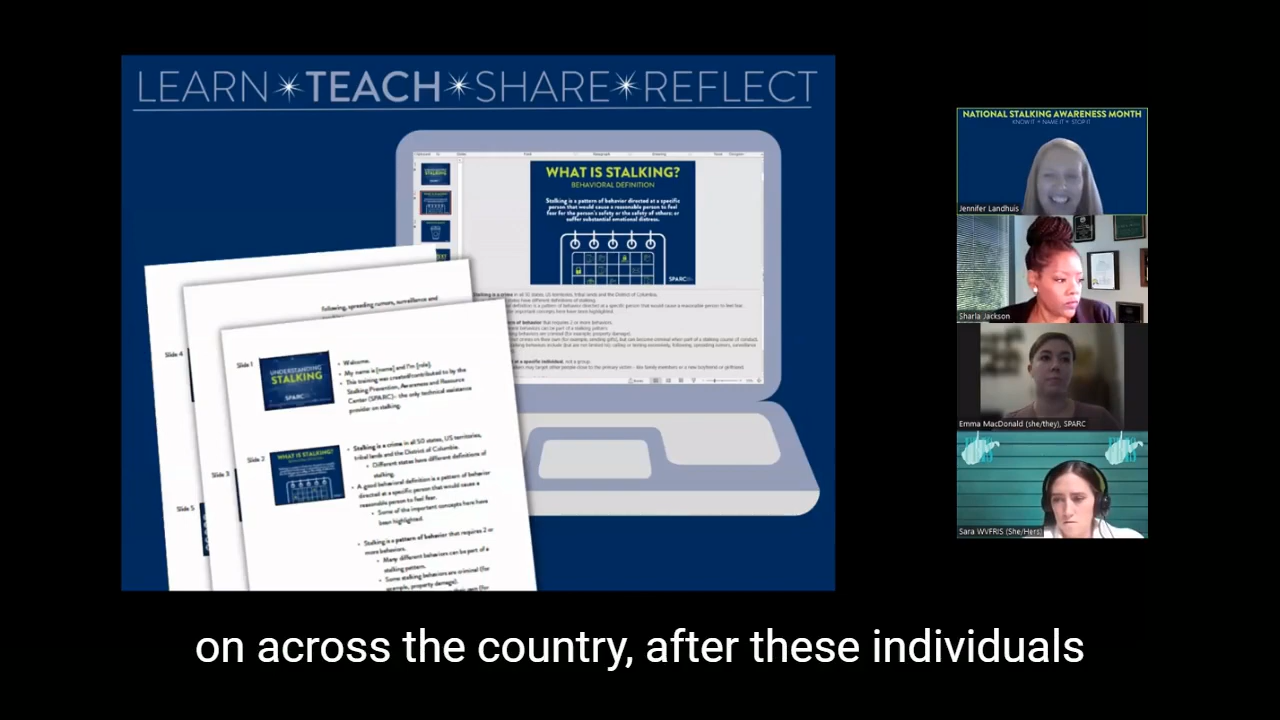 LEARN TEACH SHARE REFLECT
WHAT IS STALKING?
BEHAVIORAL DEFINITION
Stalking is a pattern of behavior directed at a specific
person that would cause a reasonable person to feel
fear for the person's safety or the safety of others; or
suffer substantial emotional distress.
SPARC
following, spreading rumors, surveillance and
Slide 4
Slide 3
Slide 5
Slide 1
UNDERSTANDING
STALKING
SPARC
• Welcome.
• My name is [name] and I'm [role].
• This training was created/contributed to by the
Stalking Prevention, Awareness and Resource
Center (SPARC)– the only technical assistance
provider on stalking.
Slide 2
WHAT IS STALKING?
• Stalking is a crime in all 50 states, US territories,
tribal lands and the District of Columbia.
• Different states have different definitions of
stalking.
• A good behavioral definition is a pattern of behavior
directed at a specific person that would cause a
reasonable person to feel fear.
• Some of the important concepts here have
been highlighted.
• Stalking is a pattern of behavior that requires 2 or
more behaviors.
• Many different behaviors can be part of a
stalking pattern.
• Some stalking behaviors are criminal (for
example, property damage).
NATIONAL STALKING AWARENESS MONTH
KNOW IT NAME IT STOP IT
Jennifer Landhuis
Sharla Jackson
Emma MacDonald (she/they), SPARC
Sara WVFRIS (She/Hers)
on across the country, after these individuals